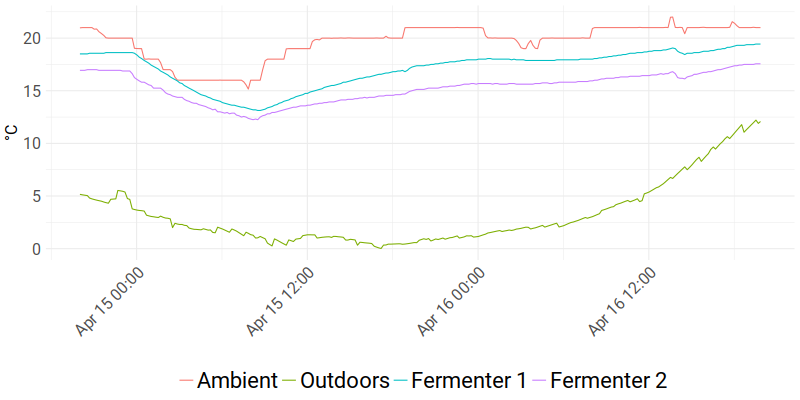 20
15
10
5
0
°C
Apr 15 00:00
Apr 15 12:00
Apr 16 00:00
Apr 16 12:00
Ambient Outdoors Fermenter 1 Fermenter 2